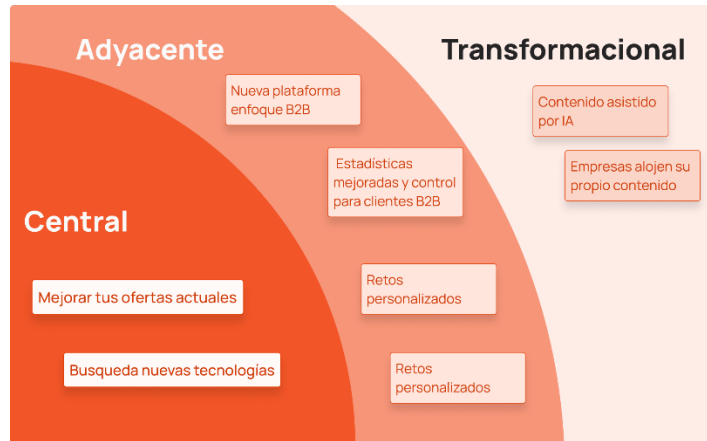 Adyacente
Transformacional
Nueva plataforma
enfoque B2B
Contenido asistido
por IA
Estadísticas
mejoradas y control
para clientes B2B
Empresas alojen su
propio contenido
Central
Mejorar tus ofertas actuales
Retos
personalizados
Busqueda nuevas tecnologías
Retos
personalizados